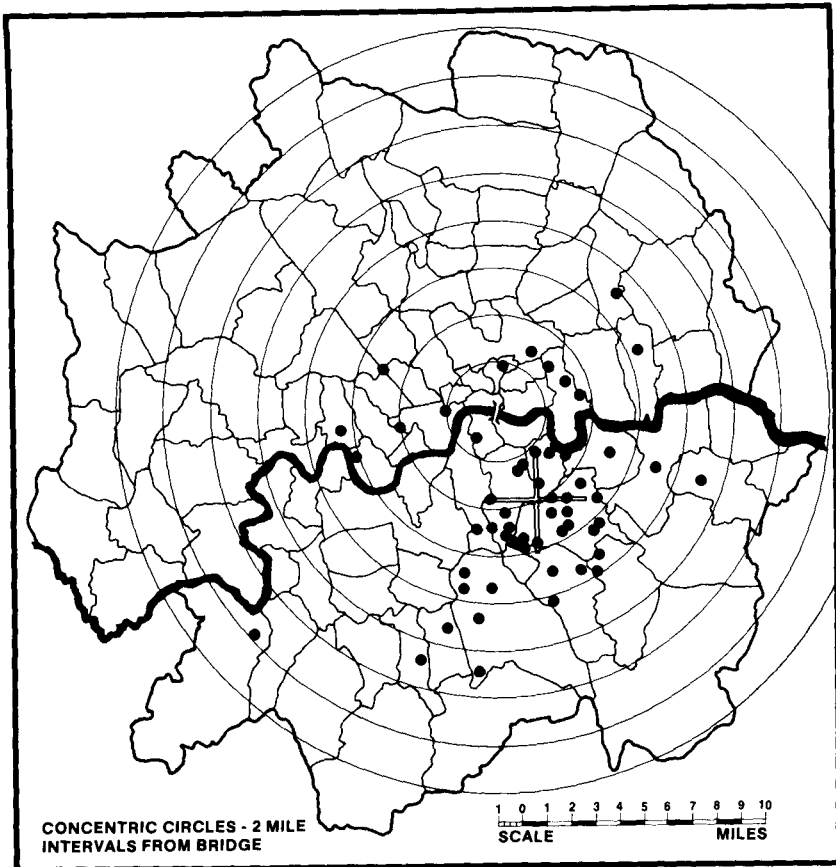 CONCENTRIC CIRCLES - 2 MILE
INTERVALS FROM BRIDGE
1 0 1 2 3 4 5 6 7 8 9 10
SCALE MILES